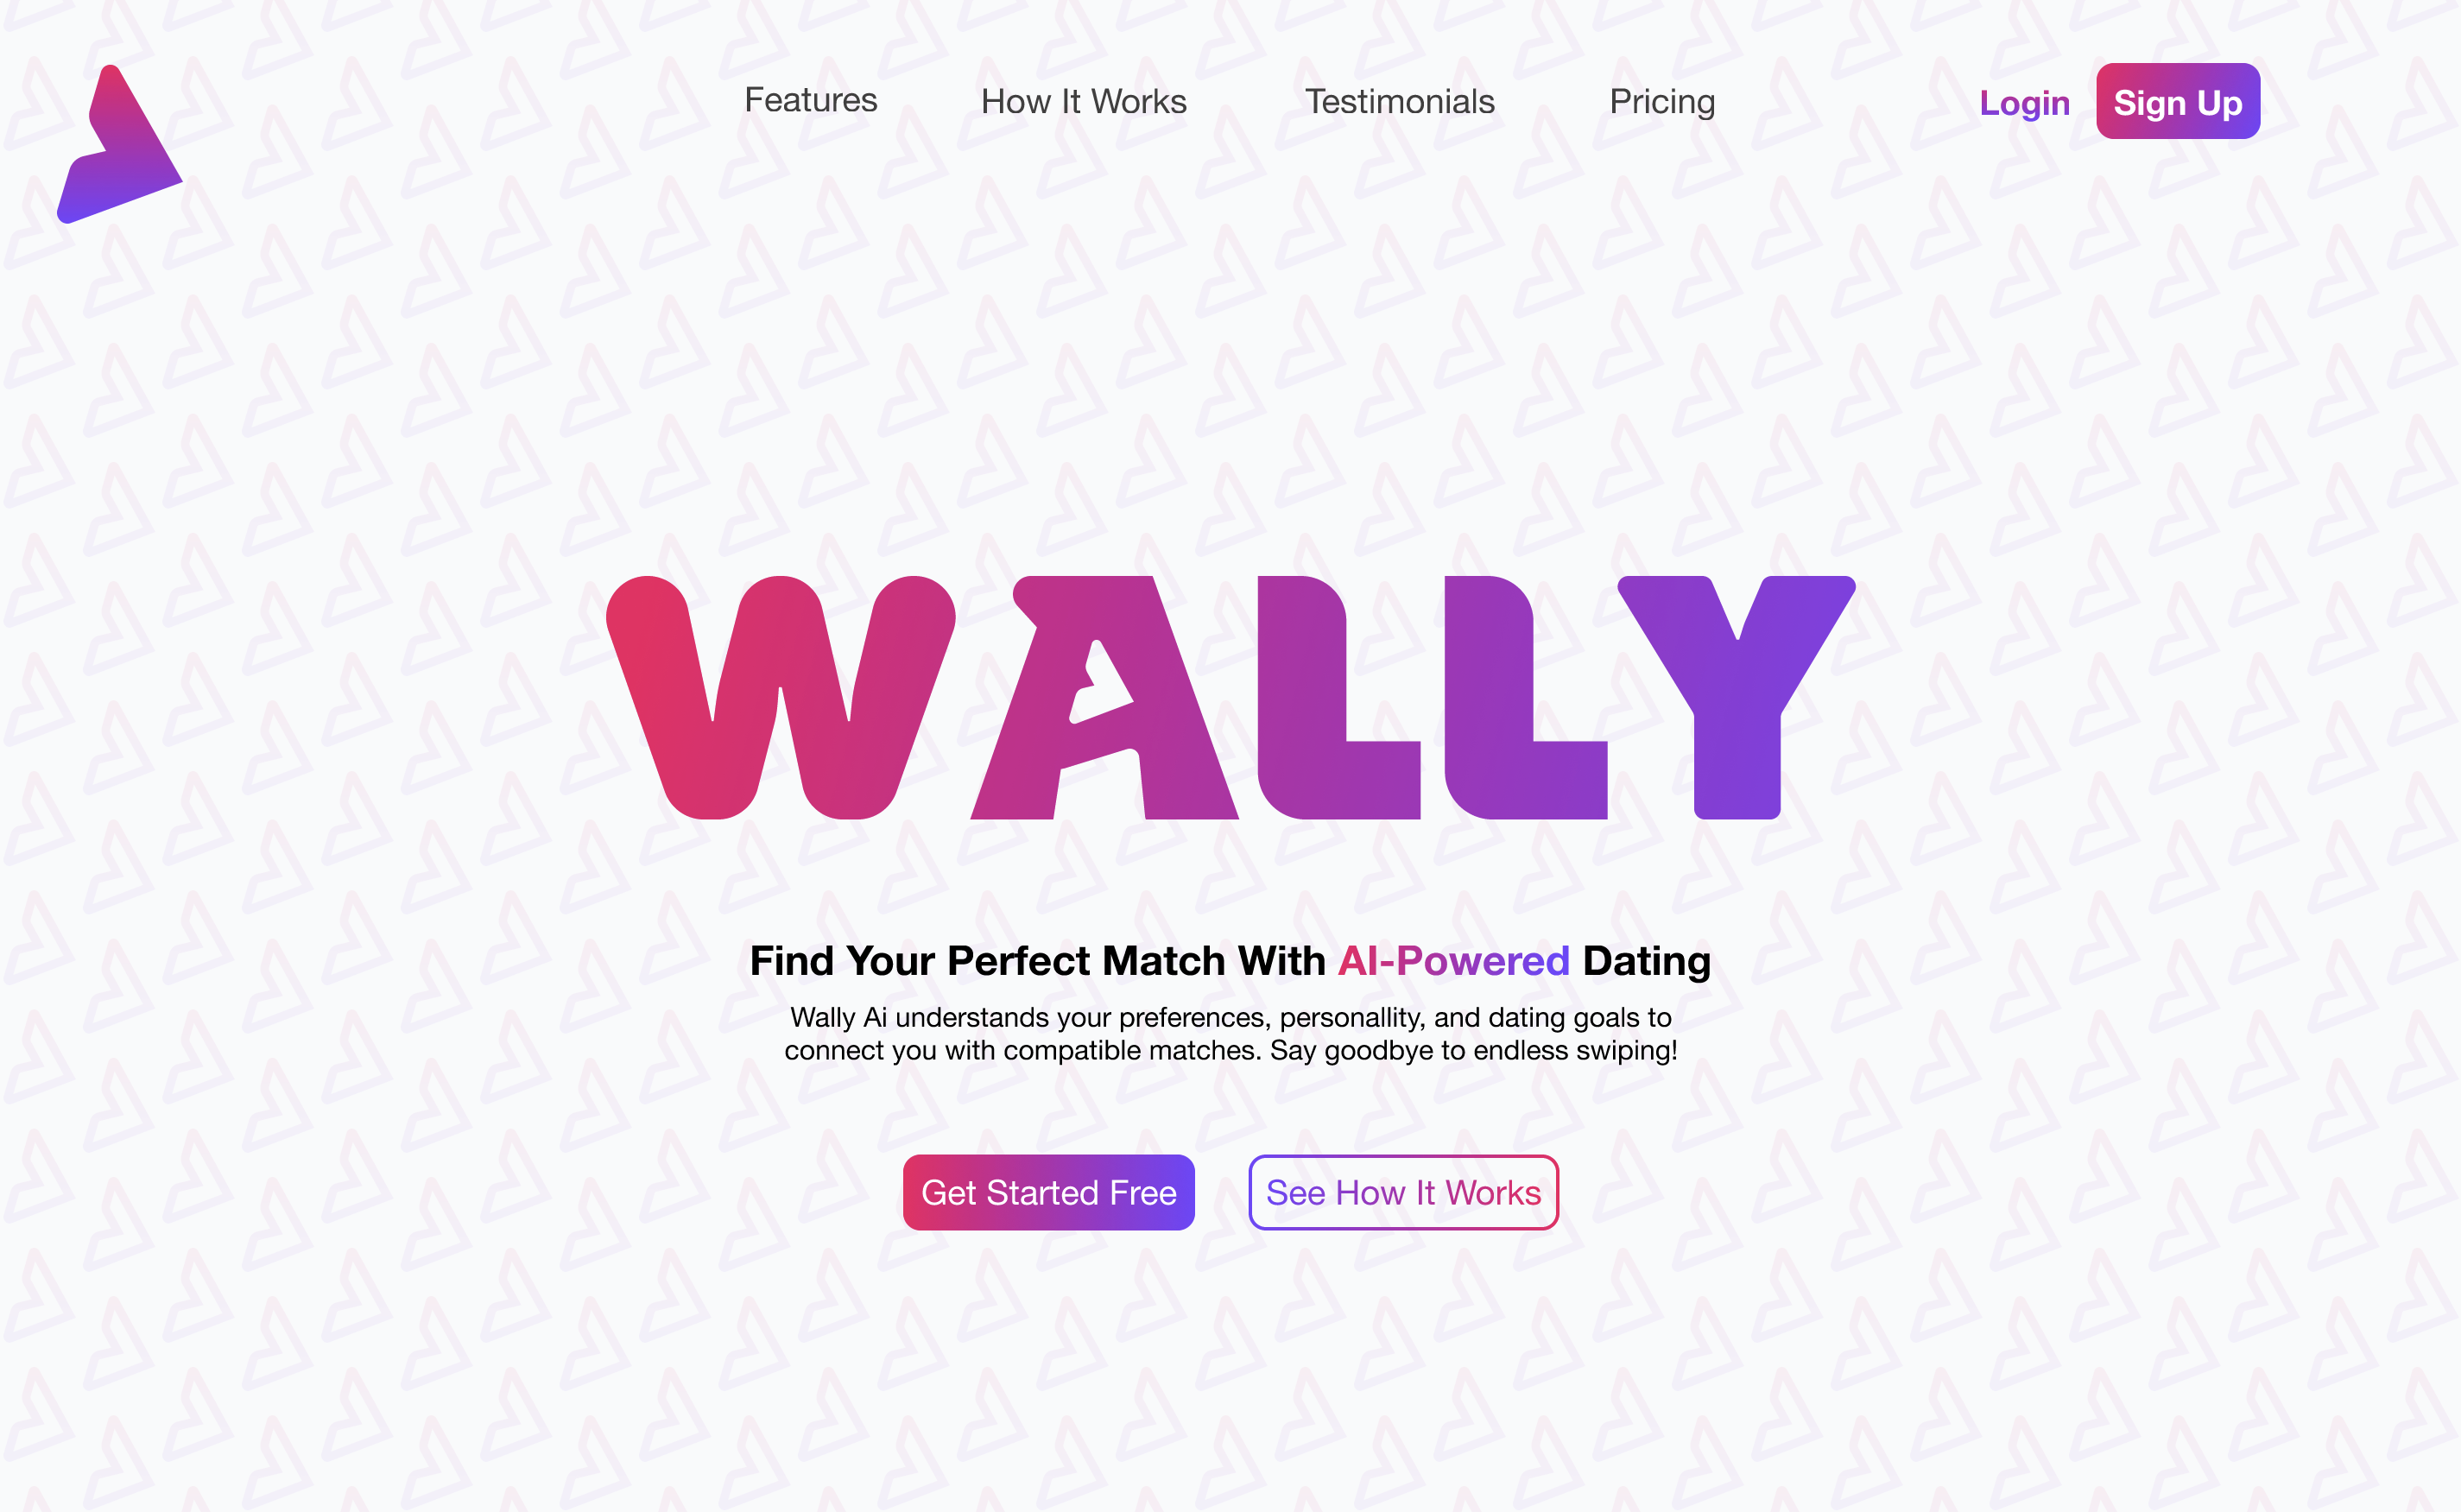 Features
How It Works
Testimonials
Pricing
Login
Sign Up
WALLY
Find Your Perfect Match With AI-Powered Dating
Wally Ai understands your preferences, personallity, and dating goals to
connect you with compatible matches. Say goodbye to endless swiping!
Get Started Free
See How It Works